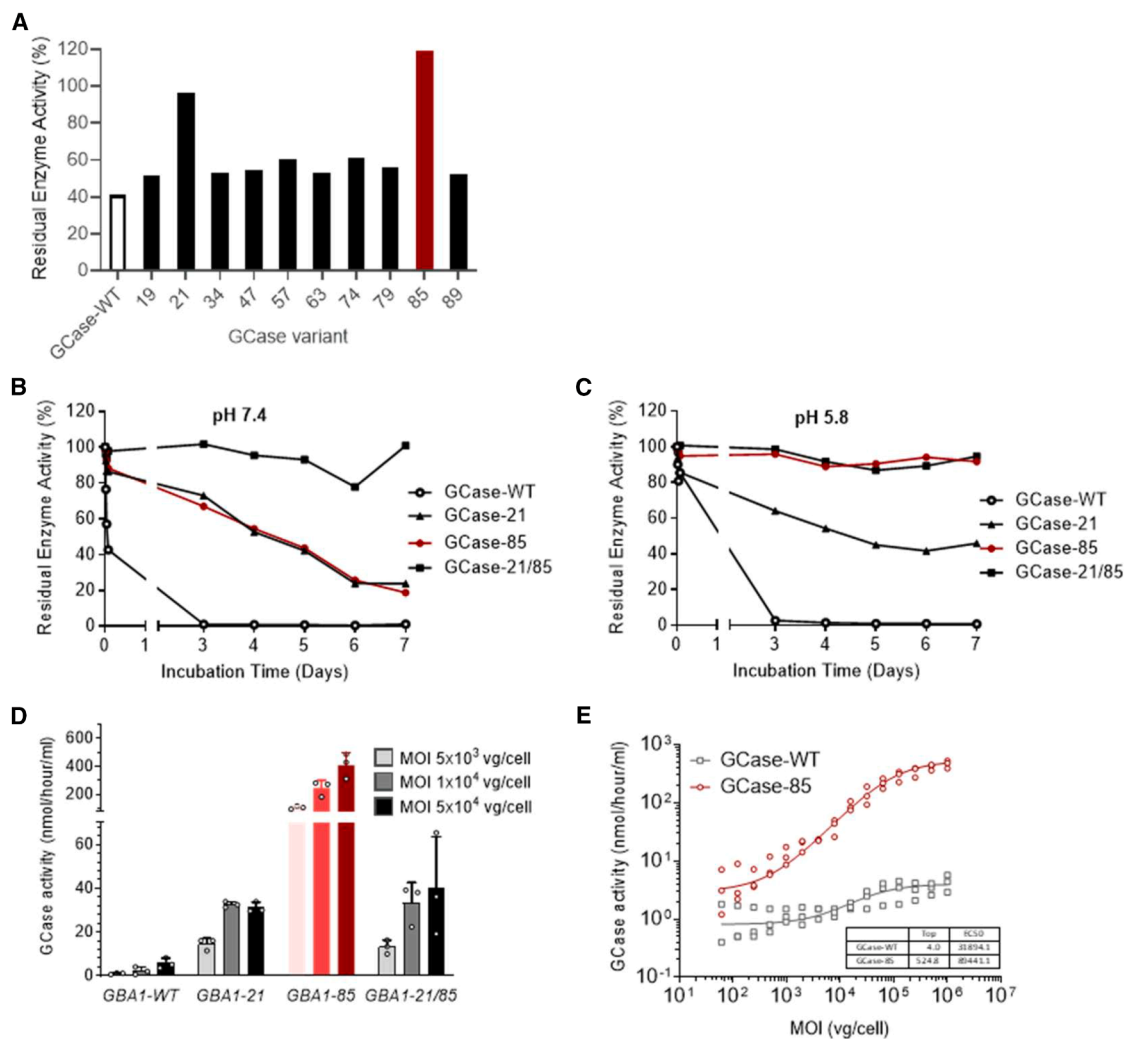 A
Residual Enzyme Activity (%)
120
100
80
60
40
20
0
GCase-WT 19 21 34 47 57 63 74 79 85 89
GCase variant
B
Residual Enzyme Activity (%)
pH 7.4
120
100
80
60
40
20
0
0 1 3 4 5 6 7
Incubation Time (Days)
GCase-WT
GCase-21
GCase-85
GCase-21/85
C
Residual Enzyme Activity (%)
pH 5.8
120
100
80
60
40
20
0
0 1 3 4 5 6 7
Incubation Time (Days)
GCase-WT
GCase-21
GCase-85
GCase-21/85
D
GCase activity (nmol/hour/ml)
600
400
200
60
40
20
0
GBA1-WT GBA1-21 GBA1-85 GBA1-21/85
MOI 5x10³ vg/cell
MOI 1x10⁴ vg/cell
MOI 5x10⁴ vg/cell
E
GCase activity (nmol/hour/ml)
10³
10²
10¹
10⁰
10⁻¹
GCase-WT
GCase-85
Top EC50
GCase-WT 4.0 31894.1
GCase-85 524.8 89441.1
10¹ 10² 10³ 10⁴ 10⁵ 10⁶ 10⁷
MOI (vg/cell)